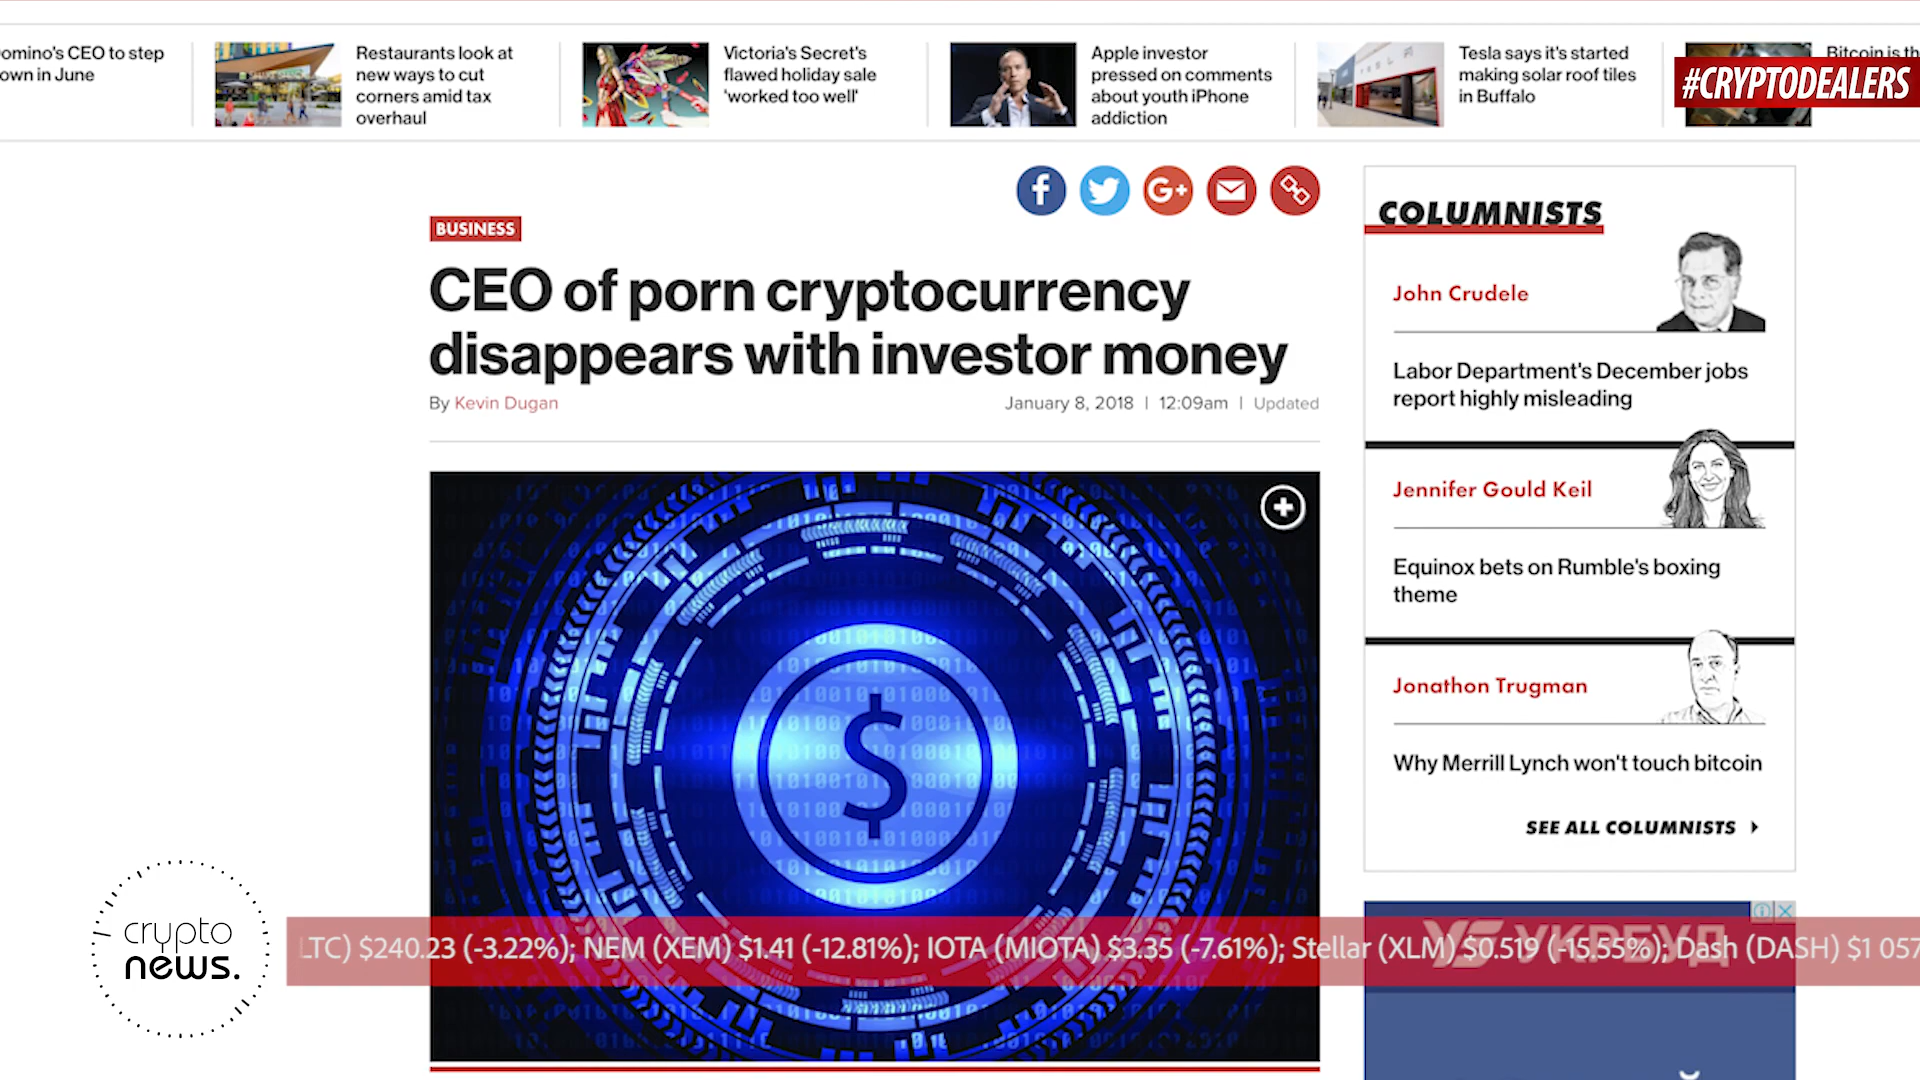 omino's CEO to step
own in June
Restaurants look at
new ways to cut
corners amid tax
overhaul
Victoria's Secret's
flawed holiday sale
'worked too well'
Apple investor
pressed on comments
about youth iPhone
addiction
Tesla says it's started
making solar roof tiles
in Buffalo
Bitcoin is th
#CRYPTODEALERS
BUSINESS
CEO of porn cryptocurrency
disappears with investor money
By Kevin Dugan
January 8, 2018 | 12:09am | Updated
COLUMNISTS
John Crudele
Labor Department's December jobs
report highly misleading
Jennifer Gould Keil
Equinox bets on Rumble's boxing
theme
Jonathon Trugman
Why Merrill Lynch won't touch bitcoin
SEE ALL COLUMNISTS
$
crypto
news.
LTC) $240.23 (-3.22%); NEM (XEM) $1.41 (-12.81%); IOTA (MIOTA) $3.35 (-7.61%); Stellar (XLM) $0.519 (-15.55%); Dash (DASH) $1 057
УКРБУД